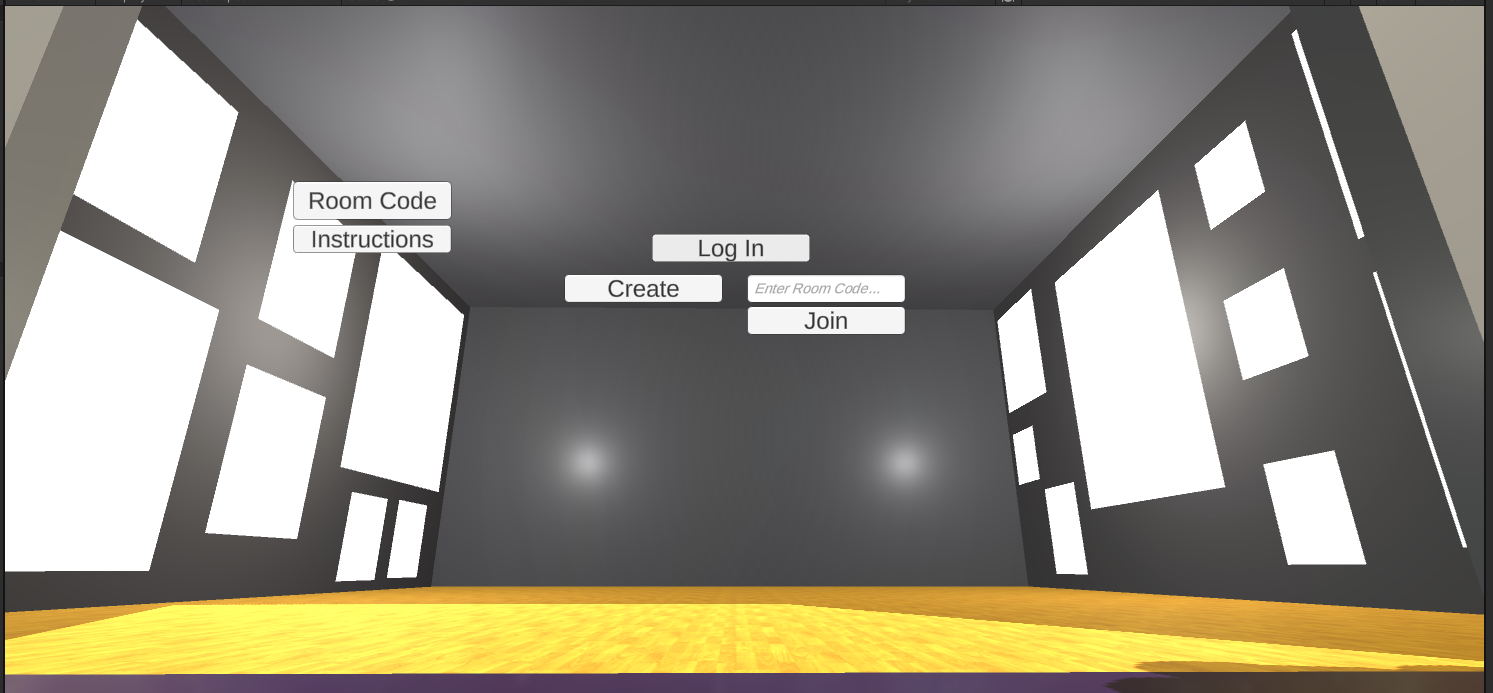 Room Code
Instructions
Log In
Create
Enter Room Code...
Join